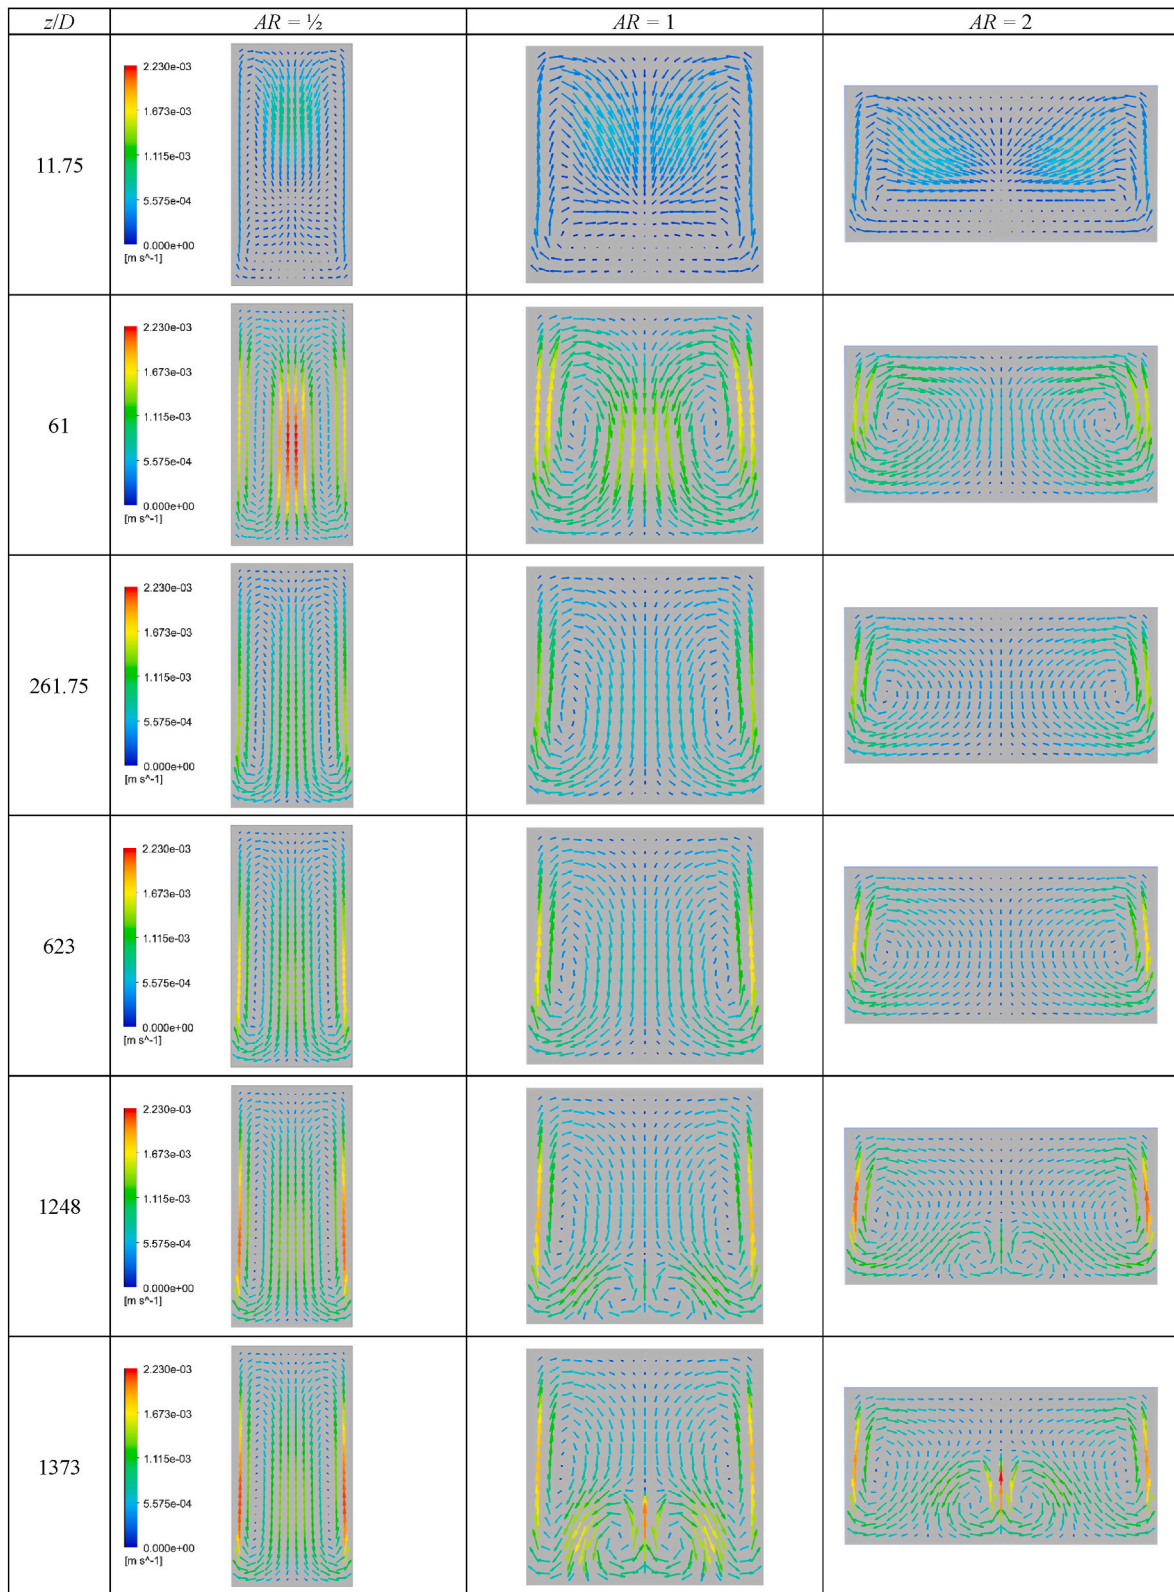 z/D AR = ½ AR = 1 AR = 2
11.75
2.230e-03
1.673e-03
1.115e-03
5.575e-04
0.000e+00
[m s^-1]
61
2.230e-03
1.673e-03
1.115e-03
5.575e-04
0.000e+00
[m s^-1]
261.75
2.230e-03
1.673e-03
1.115e-03
5.575e-04
0.000e+00
[m s^-1]
623
2.230e-03
1.673e-03
1.115e-03
5.575e-04
0.000e+00
[m s^-1]
1248
2.230e-03
1.673e-03
1.115e-03
5.575e-04
0.000e+00
[m s^-1]
1373
2.230e-03
1.673e-03
1.115e-03
5.575e-04
0.000e+00
[m s^-1]